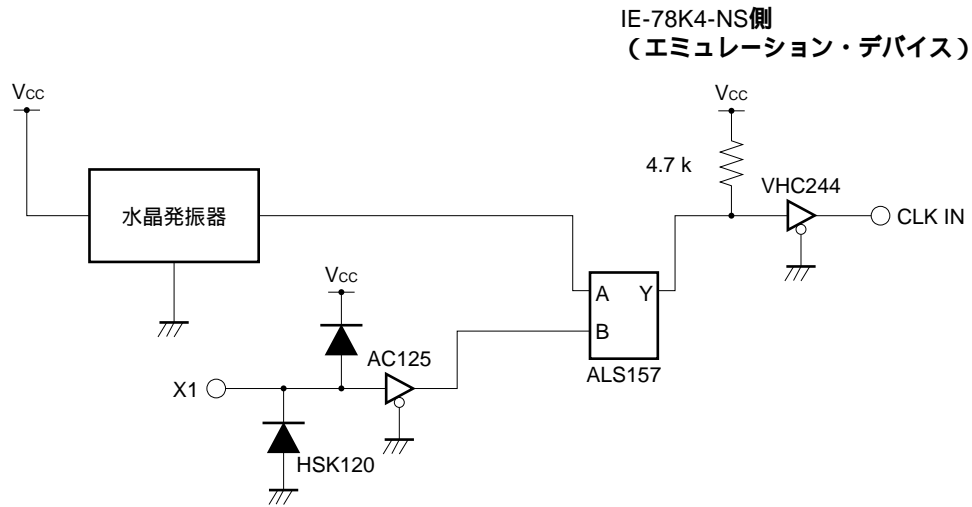 IE-78K4-NS側
（エミュレーション・デバイス）
VCC
VCC
4.7 k
VHC244
水晶発振器
CLK IN
VCC
A
Y
B
AC125
ALS157
X1
HSK120